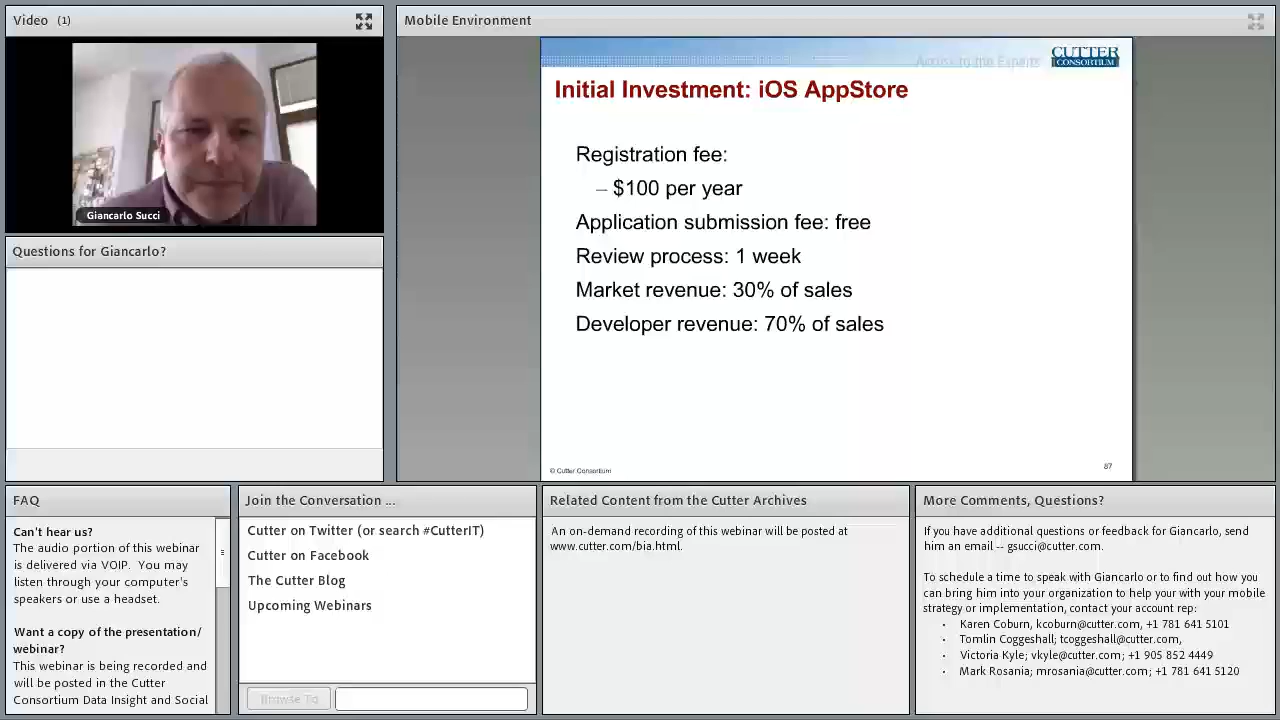 Video (1)
Giancarlo Succi
Questions for Giancarlo?
Mobile Environment
Access to the Experts
CUTTER
CONSORTIUM
Initial Investment: iOS AppStore
Registration fee:
– $100 per year
Application submission fee: free
Review process: 1 week
Market revenue: 30% of sales
Developer revenue: 70% of sales
© Cutter Consortium
87
FAQ
Can't hear us?
The audio portion of this webinar
is delivered via VOIP. You may
listen through your computer's
speakers or use a headset.
Want a copy of the presentation/
webinar?
This webinar is being recorded and
will be posted in the Cutter
Consortium Data Insight and Social
Join the Conversation ...
Cutter on Twitter (or search #CutterIT)
Cutter on Facebook
The Cutter Blog
Upcoming Webinars
Browse To
Related Content from the Cutter Archives
An on-demand recording of this webinar will be posted at
www.cutter.com/bia.html.
More Comments, Questions?
If you have additional questions or feedback for Giancarlo, send
him an email -- gsucci@cutter.com.
To schedule a time to speak with Giancarlo or to find out how you
can bring him into your organization to help your with your mobile
strategy or implementation, contact your account rep:
• Karen Coburn, kcoburn@cutter.com, +1 781 641 5101
• Tomlin Coggeshall; tcoggeshall@cutter.com,
• Victoria Kyle; vkyle@cutter.com; +1 905 852 4449
• Mark Rosania; mrosania@cutter.com; +1 781 641 5120